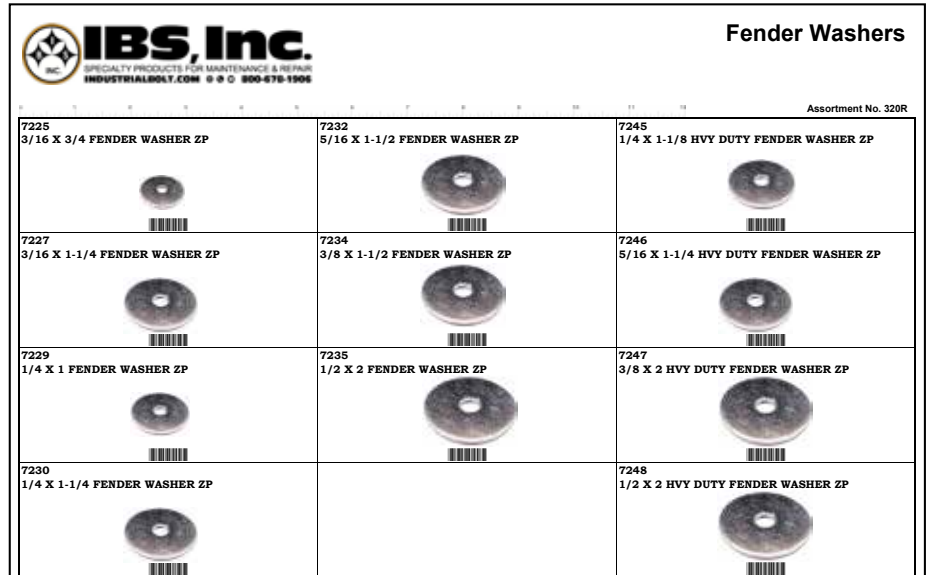 IBS, Inc.
SPECIALTY PRODUCTS FOR MAINTENANCE & REPAIR
INDUSTRIALBOLT.COM 800-678-1906
INC.
Fender Washers
Assortment No. 320R
7225
3/16 X 3/4 FENDER WASHER ZP
7232
5/16 X 1-1/2 FENDER WASHER ZP
7245
1/4 X 1-1/8 HVY DUTY FENDER WASHER ZP
7227
3/16 X 1-1/4 FENDER WASHER ZP
7234
3/8 X 1-1/2 FENDER WASHER ZP
7246
5/16 X 1-1/4 HVY DUTY FENDER WASHER ZP
7229
1/4 X 1 FENDER WASHER ZP
7235
1/2 X 2 FENDER WASHER ZP
7247
3/8 X 2 HVY DUTY FENDER WASHER ZP
7230
1/4 X 1-1/4 FENDER WASHER ZP
7248
1/2 X 2 HVY DUTY FENDER WASHER ZP